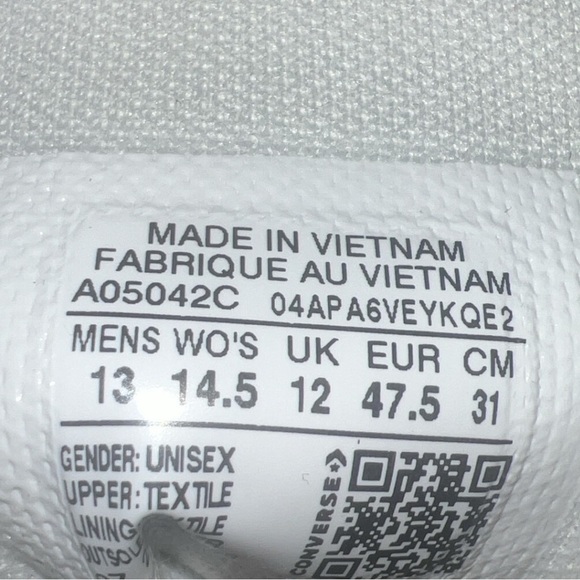 MADE IN VIETNAM
FABRIQUE AU VIETNAM
A05042C 04APA6VEYKQE2
MENS WO'S UK EUR CM
13 14.5 12 47.5 31
GENDER: UNISEX
UPPER: TEXTILE
LINING
CONVERSE